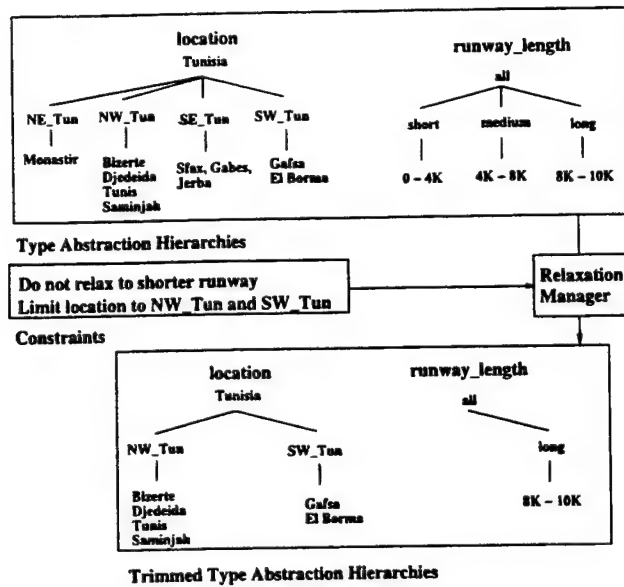 location
Tunisia
runway_length
all
NE_Tun NW_Tun SE_Tun SW_Tun
short medium long
Monastir
Bizerte
Djedeida
Tunis
Saminjah
Sfax, Gabes,
Jerba
Gafsa
El Borma
0 – 4K 4K – 8K 8K – 10K
Type Abstraction Hierarchies
Do not relax to shorter runway
Limit location to NW_Tun and SW_Tun
Relaxation
Manager
Constraints
location
Tunisia
runway_length
all
NW_Tun SW_Tun
long
Bizerte
Djedeida
Tunis
Saminjah
Gafsa
El Borma
8K – 10K
Trimmed Type Abstraction Hierarchies